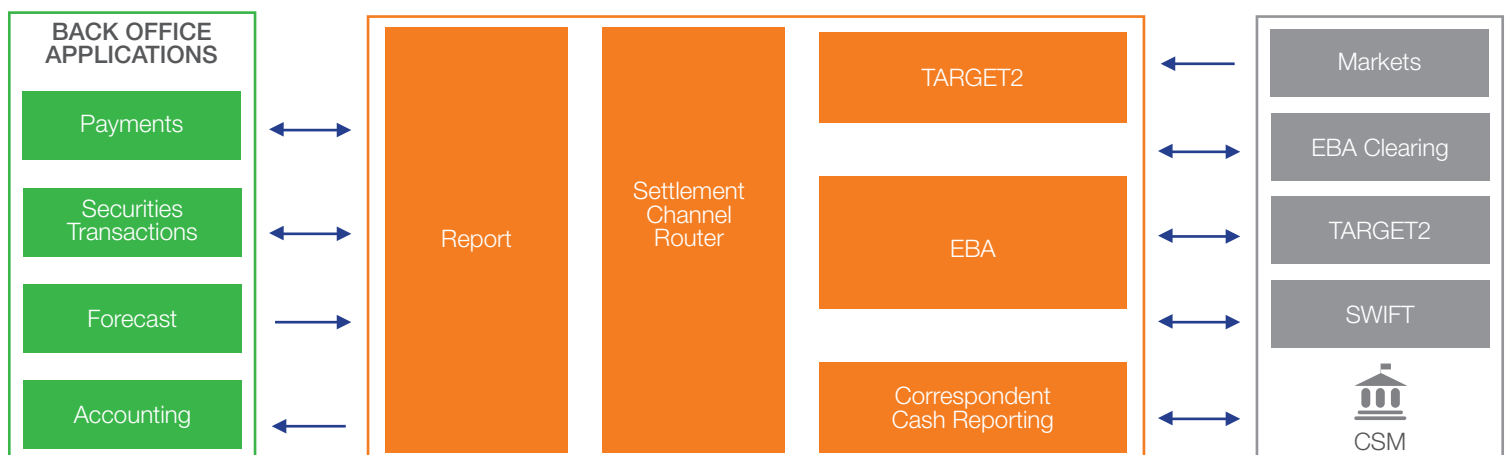 BACK OFFICE
APPLICATIONS
Payments
Securities
Transactions
Forecast
Accounting
Report
Settlement
Channel
Router
TARGET2
EBA
Correspondent
Cash Reporting
Markets
EBA Clearing
TARGET2
SWIFT
CSM